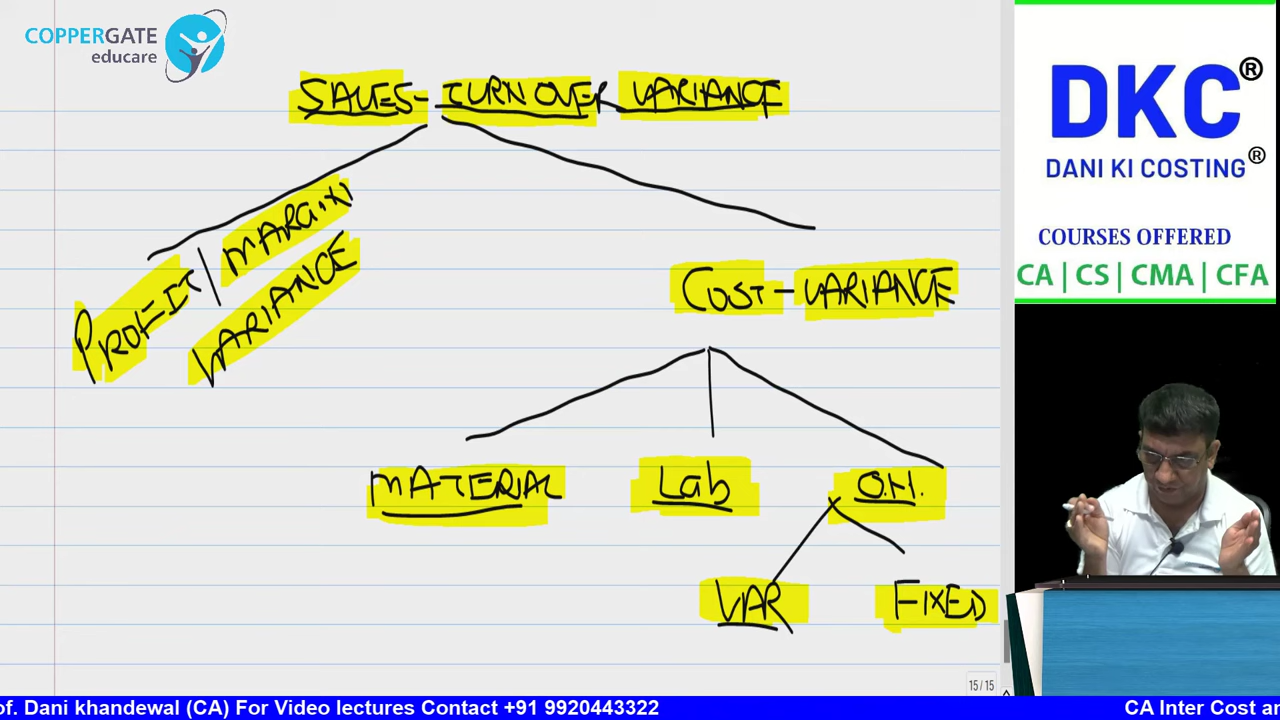 COPPERGATE
educare
SALES- TURNOVER VARIANCE
PROFIT / MARGIN
VARIANCE
COST - VARIANCE
MATERIAL
Lab
O.H.
VAR
FIXED
15/15
DKC®
DANI KI COSTING®
COURSES OFFERED
CA | CS | CMA | CFA
of. Dani khandewal (CA) For Video lectures Contact +91 9920443322
CA Inter Cost an